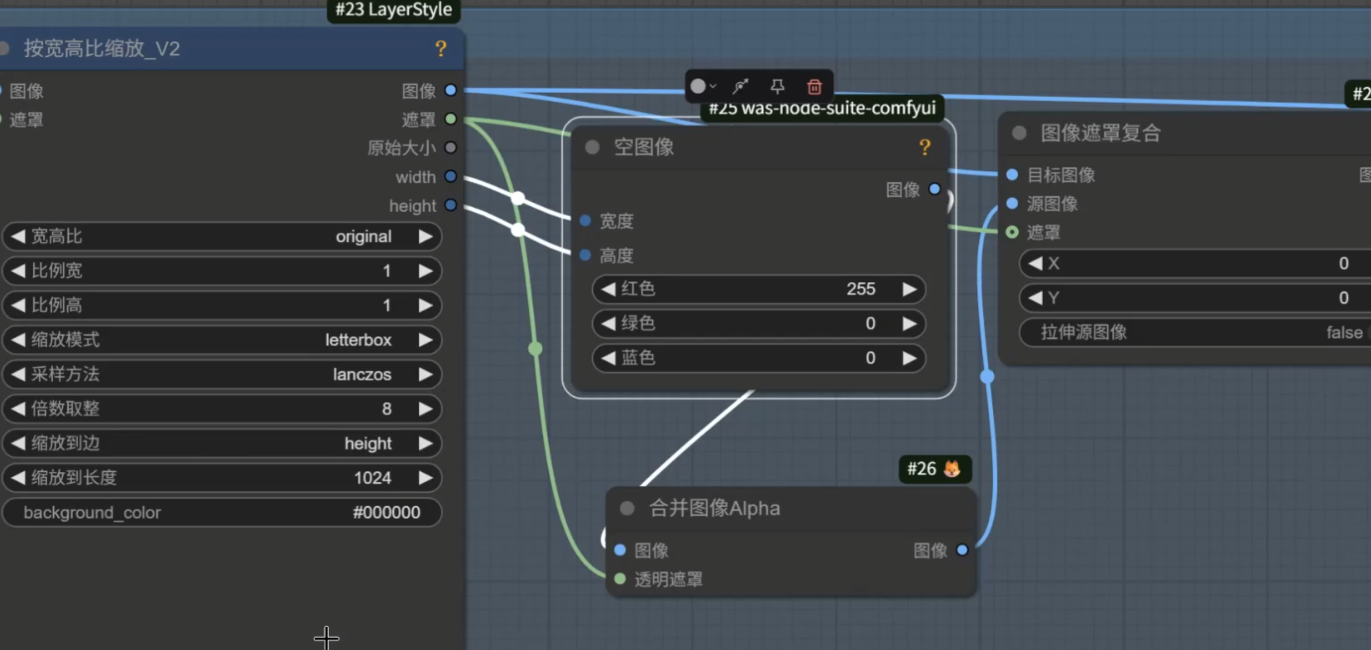 #23 LayerStyle
按宽高比缩放_V2 ?
图像 图像
遮罩 遮罩
原始大小
width
height
宽高比 original
比例宽 1
比例高 1
缩放模式 letterbox
采样方法 lanczos
倍数取整 8
缩放到边 height
缩放到长度 1024
background_color #000000
#25 was-node-suite-comfyui
空图像 ?
图像
宽度
高度
红色 255
绿色 0
蓝色 0
#26
合并图像Alpha
图像 图像
透明遮罩
#2
图像遮罩复合
目标图像
源图像
遮罩
X 0
Y 0
拉伸源图像 false